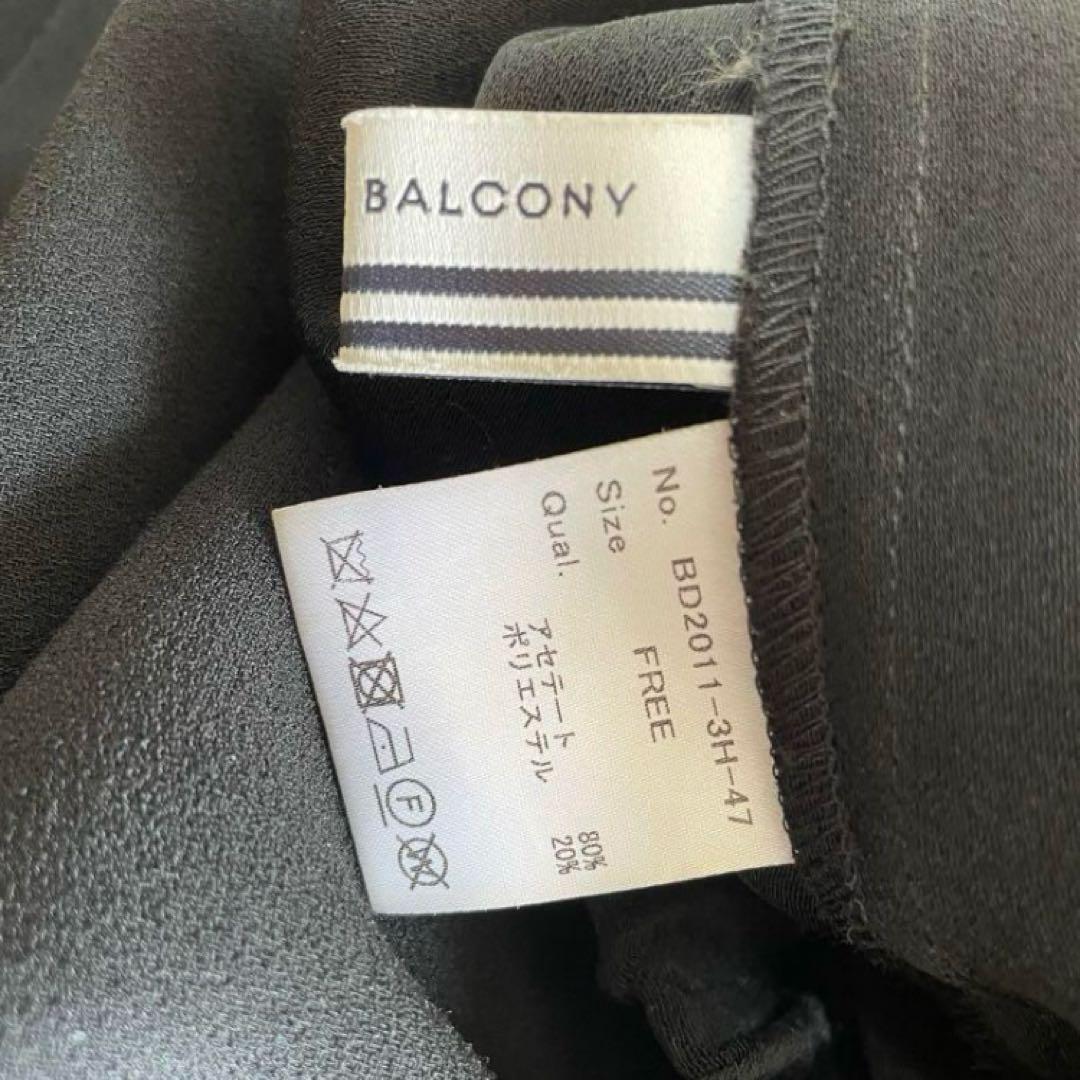 BALCONY
No. BD2011-3H-47
Size FREE
Qual.
アセテート 80%
ポリエステル 20%
F
W